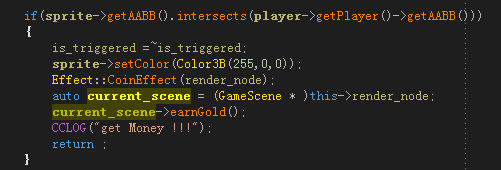 if(sprite->getAABB().intersects(player->getPlayer()->getAABB()))
{
is_triggered =~is_triggered;
sprite->setColor(Color3B(255,0,0));
Effect::CoinEffect(render_node);
auto current_scene = (GameScene * )this->render_node;
current_scene->earnGold();
CCLOG("get Money !!!");
return ;
}